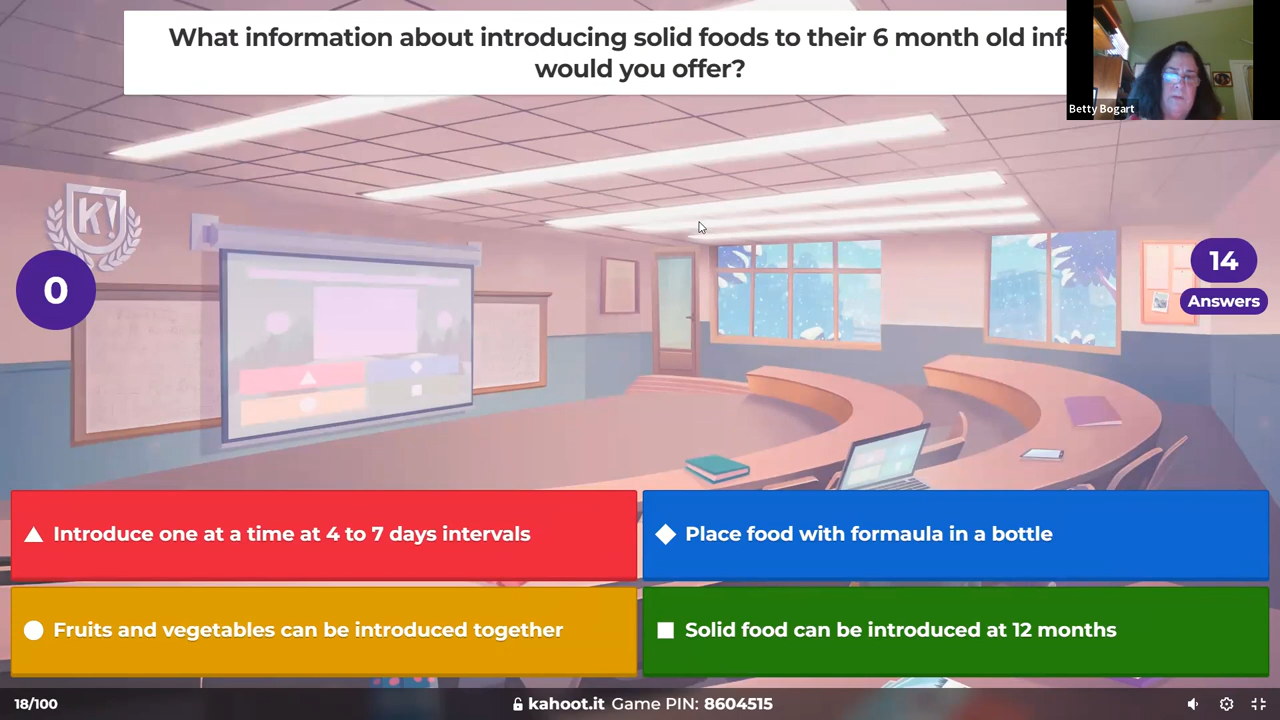 What information about introducing solid foods to their 6 month old
would you offer?
Betty Bogart
K!
0
14
Answers
Introduce one at a time at 4 to 7 days intervals
Place food with formaula in a bottle
Fruits and vegetables can be introduced together
Solid food can be introduced at 12 months
18/100
kahoot.it Game PIN: 8604515